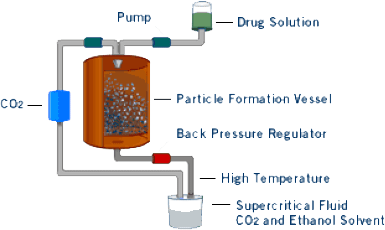 Pump
Drug Solution
CO2
Particle Formation Vessel
Back Pressure Regulator
High Temperature
Supercritical Fluid
CO2 and Ethanol Solvent